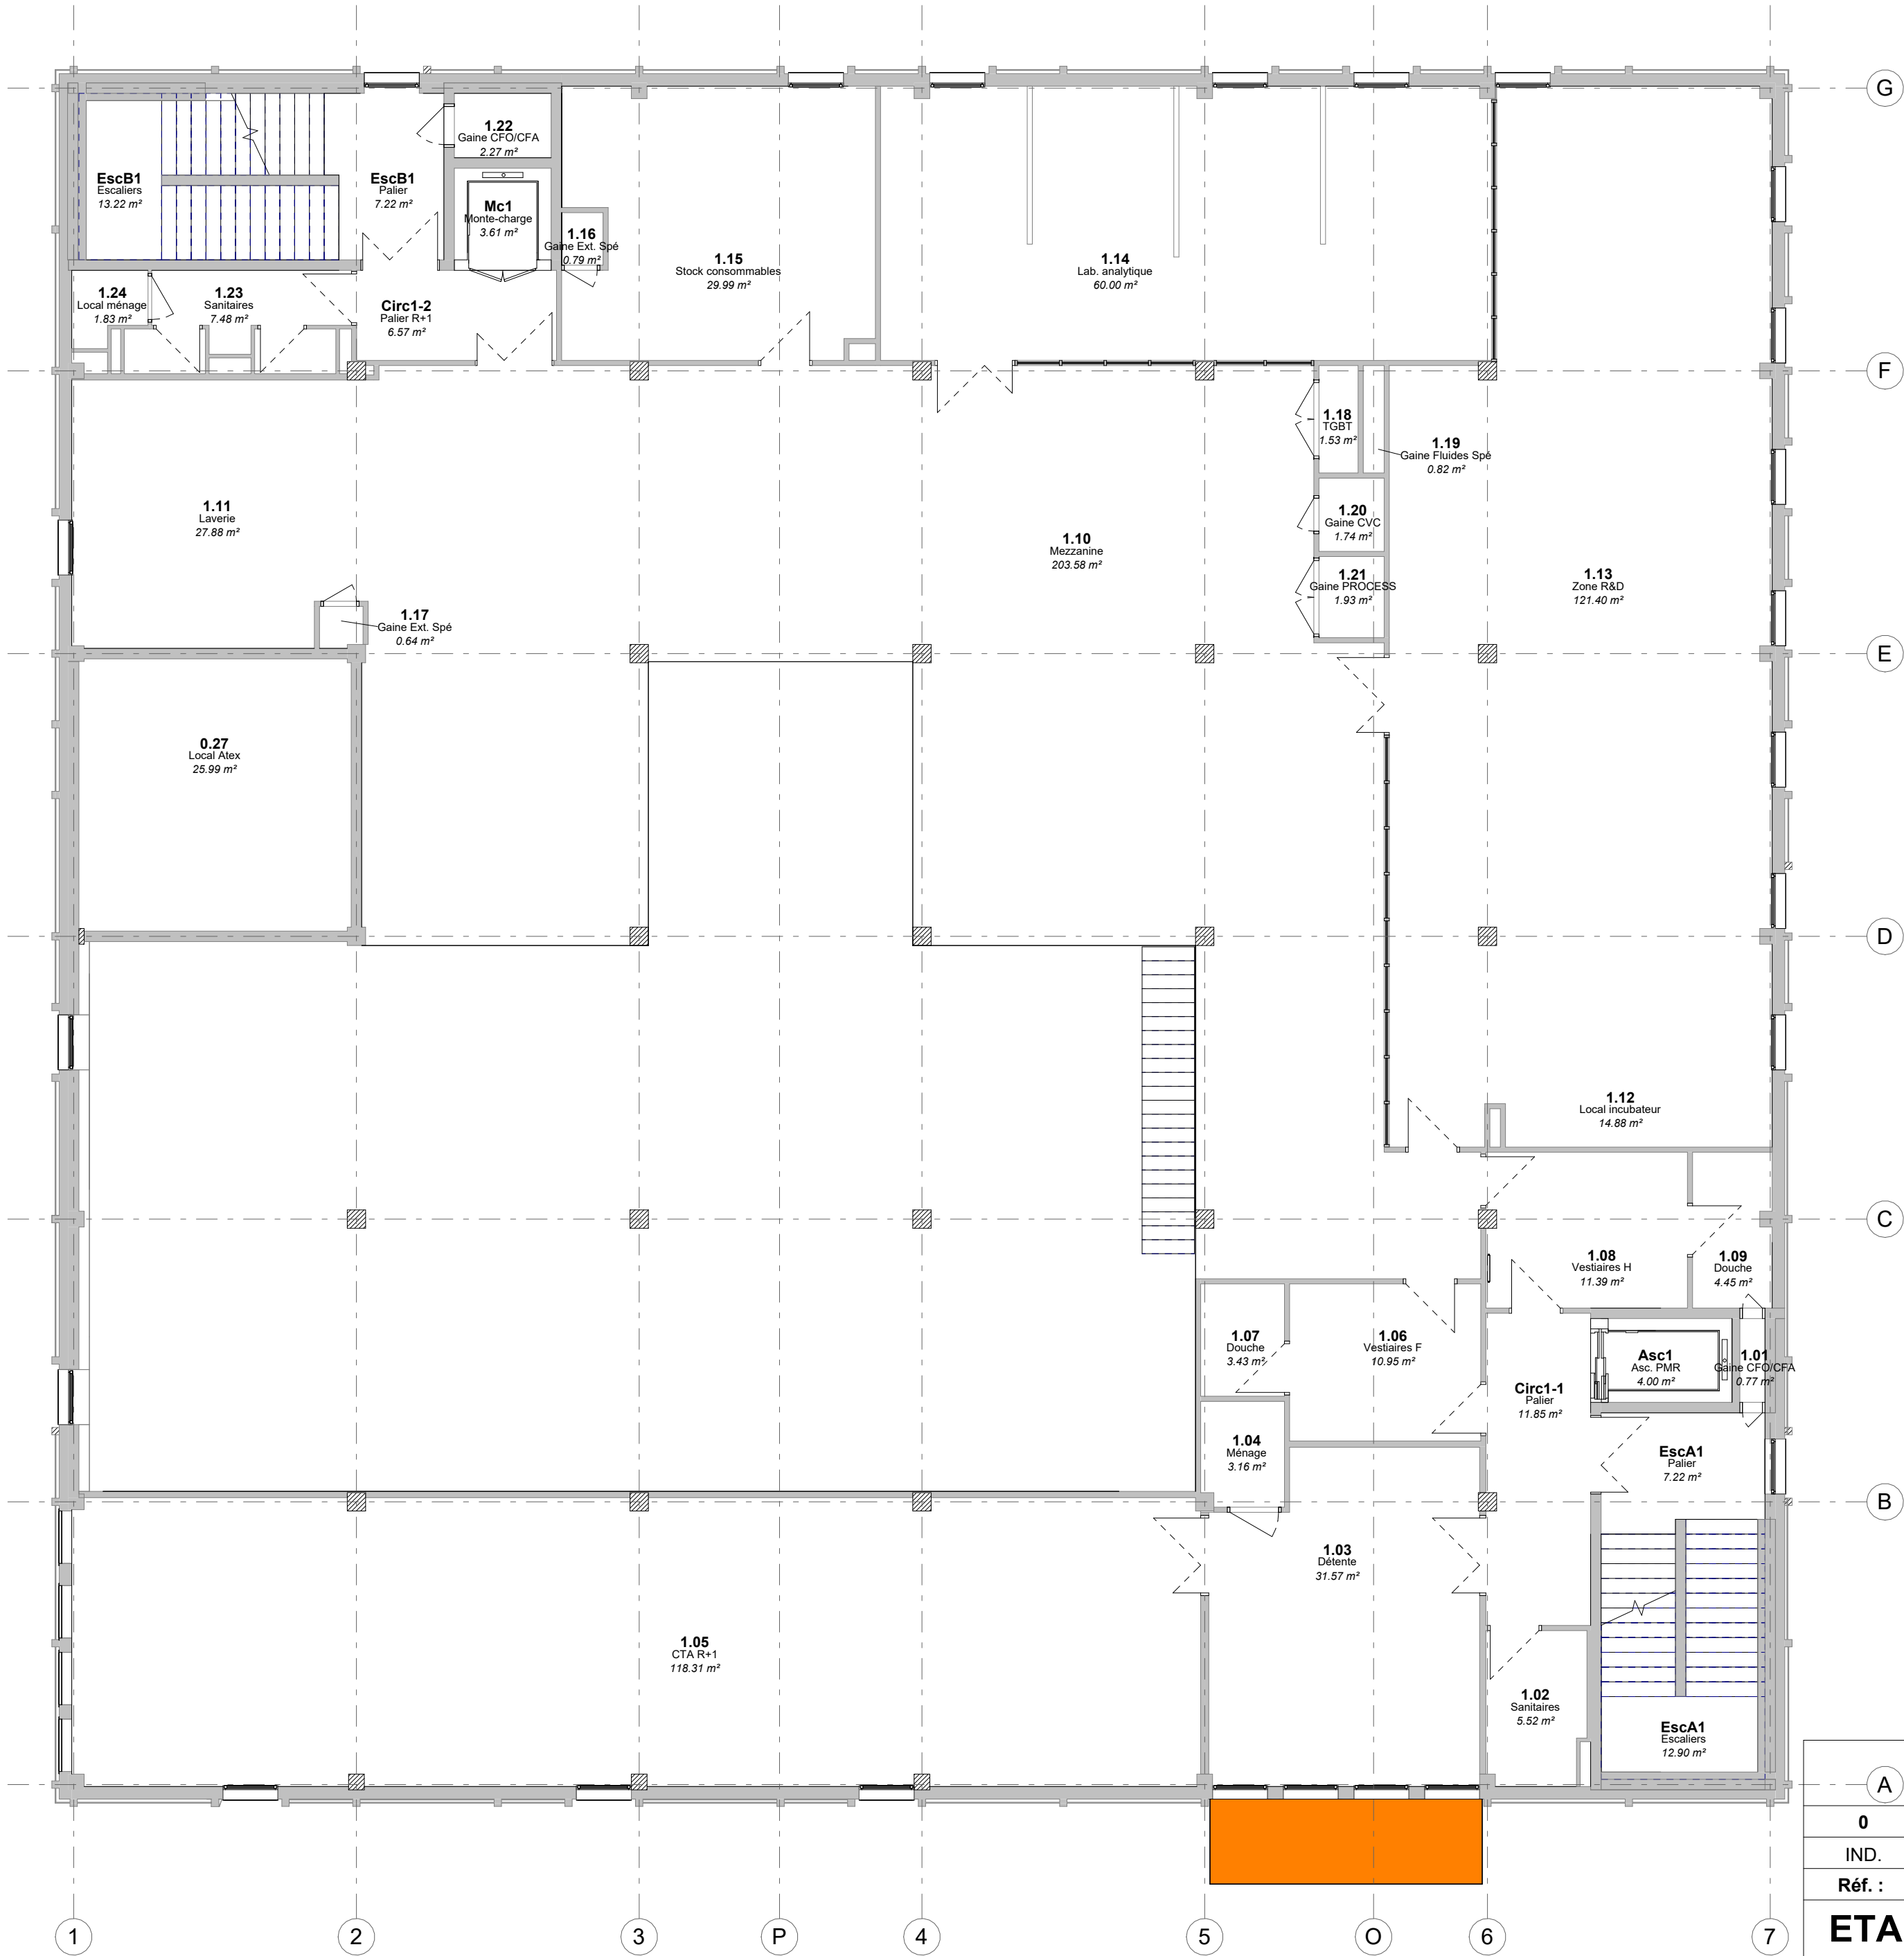 G
1.22
Gaine CFO/CFA
2.27 m²
EscB1
Escaliers
13.22 m²
EscB1
Palier
7.22 m²
Mc1
Monte-charge
3.61 m²
1.16
Gaine Ext. Spé
0.79 m²
1.15
Stock consommables
29.99 m²
1.14
Lab. analytique
60.00 m²
1.24
Local ménage
1.83 m²
1.23
Sanitaires
7.48 m²
Circ1-2
Palier R+1
6.57 m²
F
1.18
TGBT
1.53 m²
1.19
Gaine Fluides Spé
0.82 m²
1.11
Laverie
27.88 m²
1.20
Gaine CVC
1.74 m²
1.10
Mezzanine
203.58 m²
1.21
Gaine PROCESS
1.93 m²
1.13
Zone R&D
121.40 m²
1.17
Gaine Ext. Spé
0.64 m²
E
0.27
Local Atex
25.99 m²
D
1.12
Local incubateur
14.88 m²
C
1.08
Vestiaires H
11.39 m²
1.09
Douche
4.45 m²
1.07
Douche
3.43 m²
1.06
Vestiaires F
10.95 m²
Asc1
Asc. PMR
4.00 m²
1.01
Gaine CFO/CFA
0.77 m²
Circ1-1
Palier
11.85 m²
1.04
Ménage
3.16 m²
EscA1
Palier
7.22 m²
B
1.03
Détente
31.57 m²
1.05
CTA R+1
118.31 m²
1.02
Sanitaires
5.52 m²
EscA1
Escaliers
12.90 m²
A
0
IND.
Réf. :
ETA
1
2
3
P
4
5
O
6
7